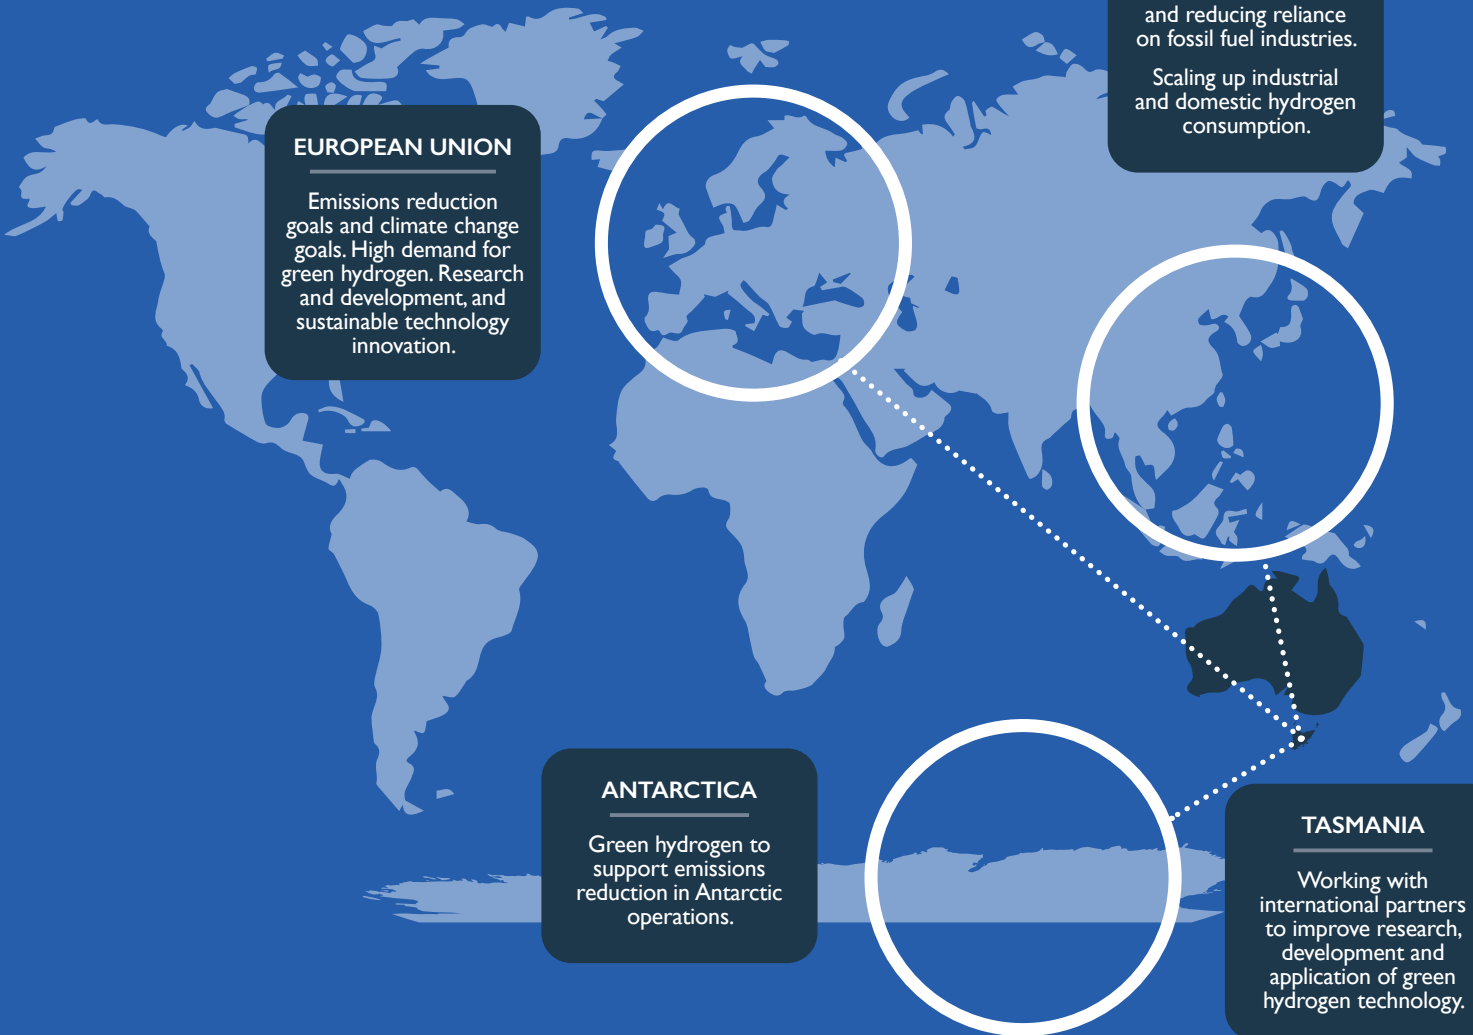 and reducing reliance
on fossil fuel industries.
Scaling up industrial
and domestic hydrogen
consumption.
EUROPEAN UNION
Emissions reduction
goals and climate change
goals. High demand for
green hydrogen. Research
and development, and
sustainable technology
innovation.
ANTARCTICA
Green hydrogen to
support emissions
reduction in Antarctic
operations.
TASMANIA
Working with
international partners
to improve research,
development and
application of green
hydrogen technology.